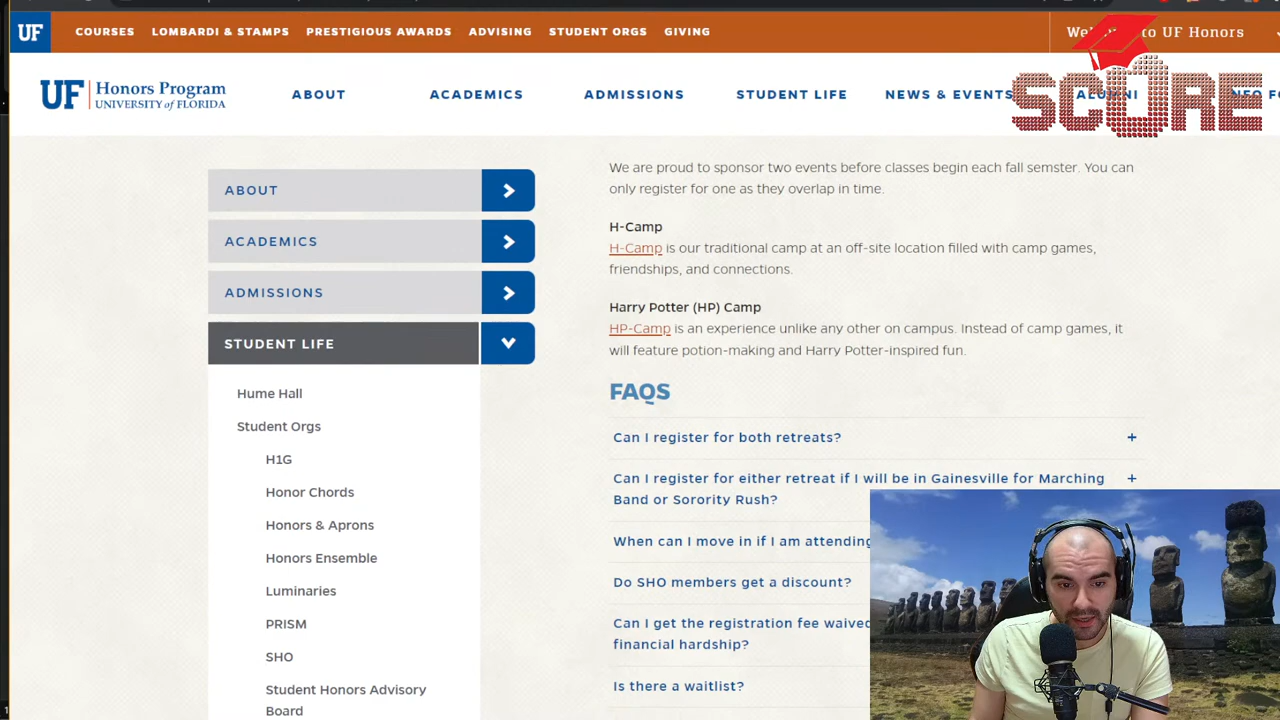 UF COURSES LOMBARDI & STAMPS PRESTIGIOUS AWARDS ADVISING STUDENT ORGS GIVING
to UF Honors
SCORE
UF Honors Program
UNIVERSITY of FLORIDA
ABOUT ACADEMICS ADMISSIONS STUDENT LIFE NEWS & EVENTS ALUMNI
ABOUT
ACADEMICS
ADMISSIONS
STUDENT LIFE
Hume Hall
Student Orgs
H1G
Honor Chords
Honors & Aprons
Honors Ensemble
Luminaries
PRISM
SHO
Student Honors Advisory
Board
We are proud to sponsor two events before classes begin each fall semster. You can
only register for one as they overlap in time.
H-Camp
H-Camp is our traditional camp at an off-site location filled with camp games,
friendships, and connections.
Harry Potter (HP) Camp
HP-Camp is an experience unlike any other on campus. Instead of camp games, it
will feature potion-making and Harry Potter-inspired fun.
FAQS
Can I register for both retreats? +
Can I register for either retreat if I will be in Gainesville for Marching +
Band or Sorority Rush?
When can I move in if I am attending
Do SHO members get a discount?
Can I get the registration fee waived
financial hardship?
Is there a waitlist?